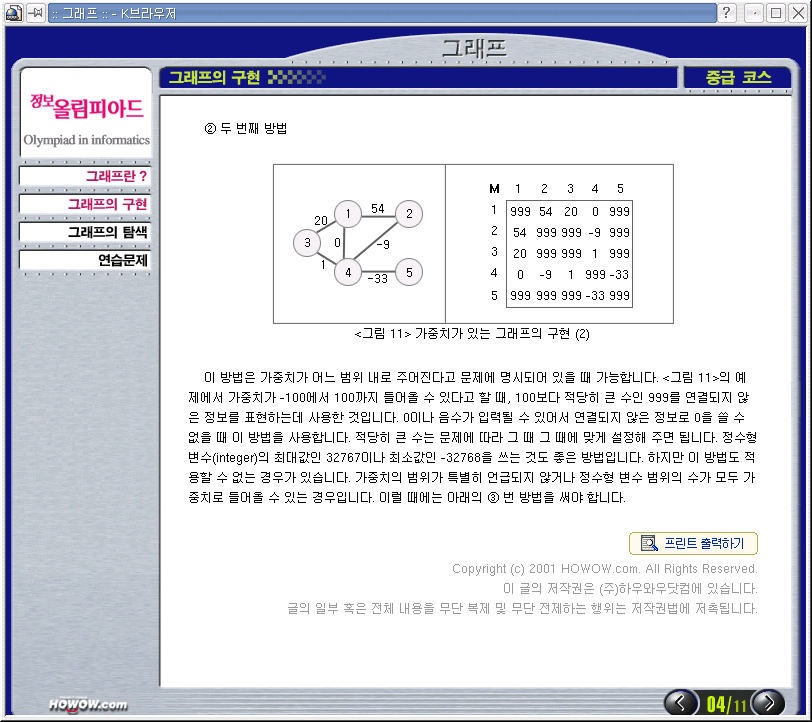 :: 그래프 :: - K브라우저
그래프
정보올림피아드
Olympiad in informatics
그래프란 ?
그래프의 구현
그래프의 탐색
연습문제
그래프의 구현
중급 코스
② 두 번째 방법
1 54 2
20
3 0 -9
1 4 -33 5
M 1 2 3 4 5
1 999 54 20 0 999
2 54 999 999 -9 999
3 20 999 999 1 999
4 0 -9 1 999 -33
5 999 999 999 -33 999
<그림 11> 가중치가 있는 그래프의 구현 (2)
이 방법은 가중치가 어느 범위 내로 주어진다고 문제에 명시되어 있을 때 가능합니다. <그림 11>의 예
제에서 가중치가 -100에서 100까지 들어올 수 있다고 할 때, 100보다 적당히 큰 수인 999를 연결되지 않
은 정보를 표현하는데 사용한 것입니다. 0이나 음수가 입력될 수 있어서 연결되지 않은 정보로 0을 쓸 수
없을 때 이 방법을 사용합니다. 적당히 큰 수는 문제에 따라 그 때 그 때에 맞게 설정해 주면 됩니다. 정수형
변수(integer)의 최대값인 32767이나 최소값인 -32768을 쓰는 것도 좋은 방법입니다. 하지만 이 방법도 적
용할 수 없는 경우가 있습니다. 가중치의 범위가 특별히 언급되지 않거나 정수형 변수 범위의 수가 모두 가
중치로 들어올 수 있는 경우입니다. 이럴 때에는 아래의 ③ 번 방법을 써야 합니다.
프린트 출력하기
Copyright (c) 2001 HOWOW.com. All Rights Reserved.
이 글의 저작권은 (주)하우와우닷컴에 있습니다.
글의 일부 혹은 전체 내용을 무단 복제 및 무단 전제하는 행위는 저작권법에 저촉됩니다.
HOWOW.com
04/11